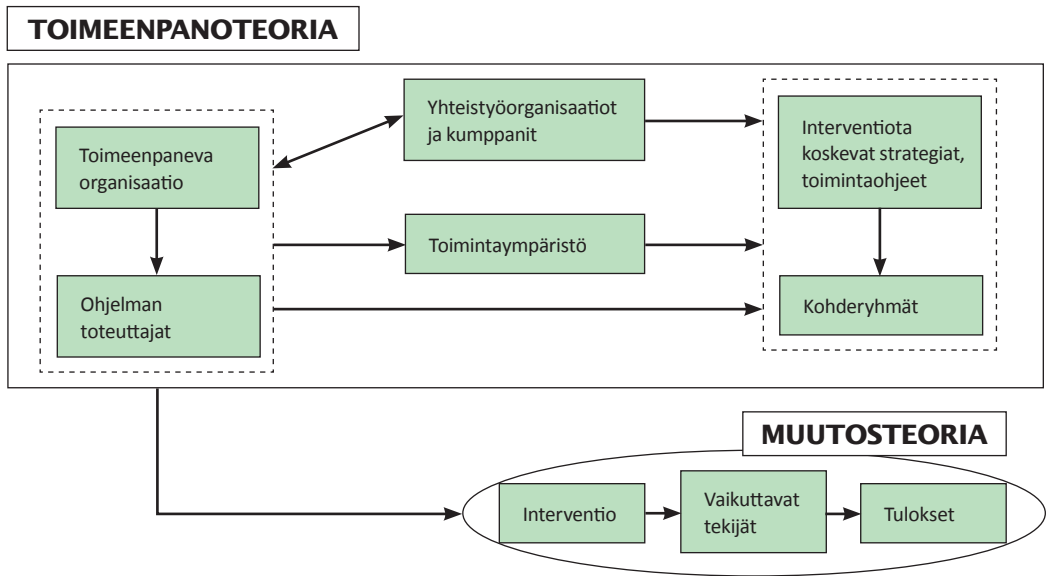 TOIMEENPANOTEORIA
Toimeenpaneva
organisaatio
Ohjelman
toteuttajat
Yhteistyöorganisaatiot
ja kumppanit
Toimintaympäristö
Interventiota
koskevat strategiat,
toimintaohjeet
Kohderyhmät
MUUTOSTEORIA
Interventio
Vaikuttavat
tekijät
Tulokset